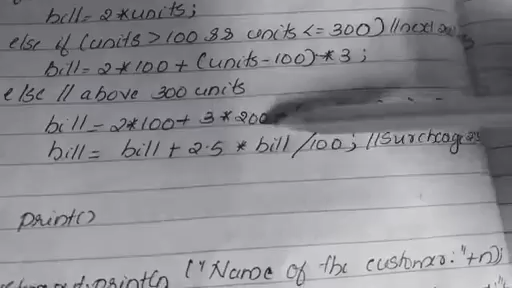 bill = 2*units;
else if (units > 100 && units <= 300) // next
bill = 2*100 + (units - 100) * 3;
else // above 300 units
bill = 2*100 + 3*200
bill = bill + 2.5 * bill / 100; //
print()
print(n ("Name of the customer: "+n);